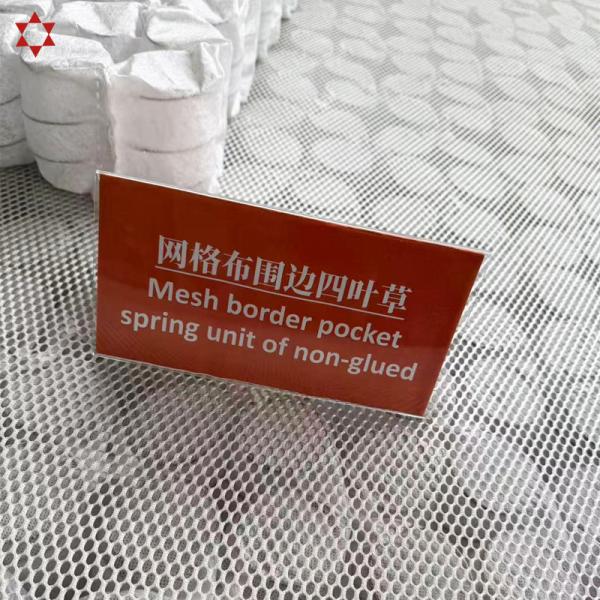 网格布围边四叶草
Mesh border pocket
spring unit of non-glued